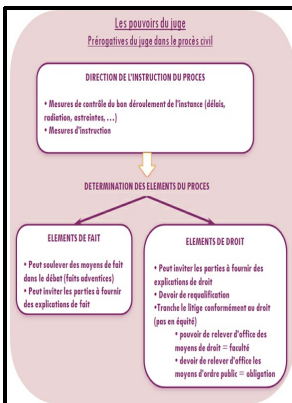 Les pouvoirs du juge
Prérogatives du juge dans le procès civil
DIRECTION DE L'INSTRUCTION DU PROCES
• Mesures de contrôle du bon déroulement de l'instance (délais,
radiation, astreintes, ...)
• Mesures d'instruction
DETERMINATION DES ELEMENTS DU PROCES
ELEMENTS DE FAIT
• Peut soulever des moyens de fait
dans le débat (faits adventices)
• Peut inviter les parties à fournir
des explications de fait
ELEMENTS DE DROIT
• Peut inviter les parties à fournir des
explications de droit
• Devoir de requalification
• Tranche le litige conformément au droit
(pas en équité)
• pouvoir de relever d'office des
moyens de droit = faculté
• devoir de relever d'office les
moyens d'ordre public = obligation